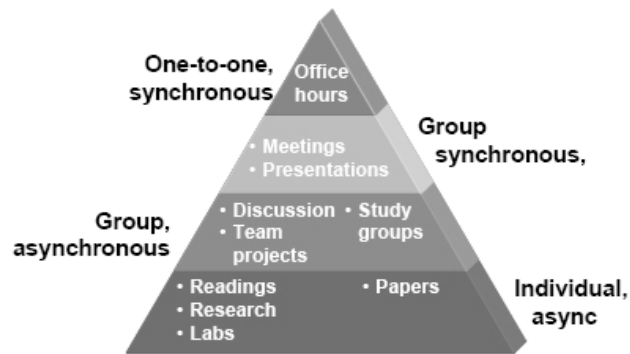 One-to-one,
synchronous
Office
hours
Group
synchronous,
• Meetings
• Presentations
Group,
asynchronous
• Discussion
• Team
projects
• Study
groups
• Readings
• Research
• Labs
• Papers
Individual,
async